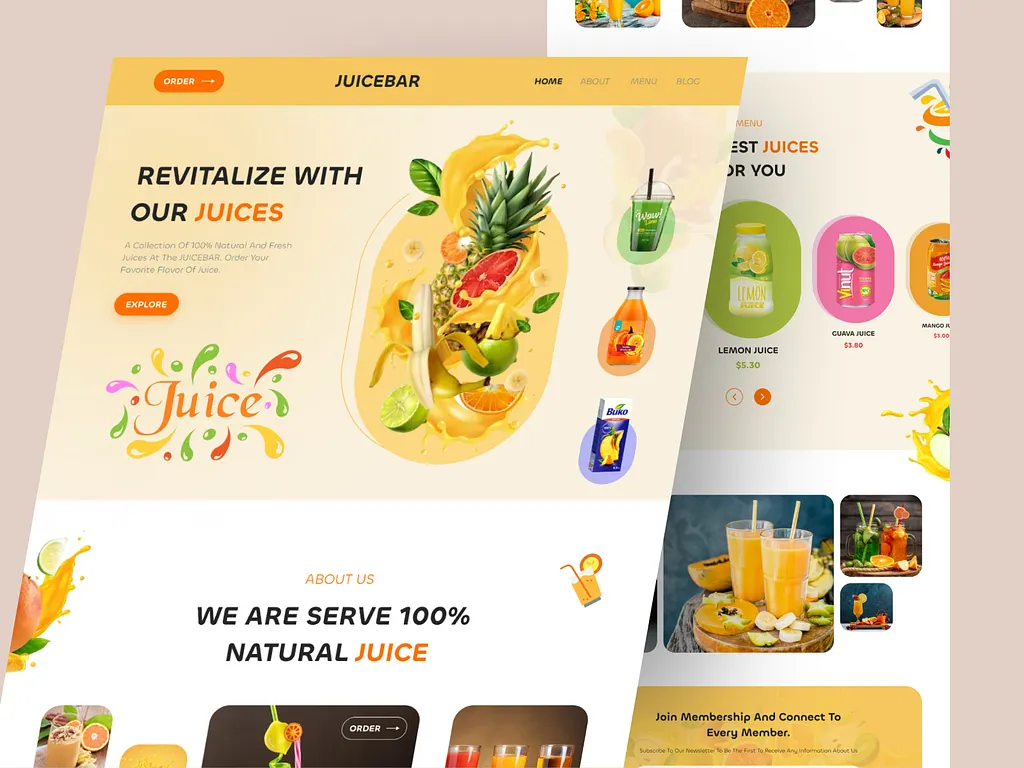 ORDER
JUICEBAR
HOME ABOUT MENU BLOG
REVITALIZE WITH
OUR JUICES
A Collection Of 100% Natural And Fresh
Juices At The JUICEBAR. Order Your
Favorite Flavor Of Juice.
EXPLORE
Juice
Wow!
Buko
ABOUT US
WE ARE SERVE 100%
NATURAL JUICE
ORDER
MENU
EST JUICES
OR YOU
LEMON
JUICE
Vinut
LEMON JUICE
$5.30
GUAVA JUICE
$3.80
MANGO JU
$3.00
Join Membership And Connect To
Every Member.
Subscribe To Our Newsletter To Be The First To Receive Any Information About Us